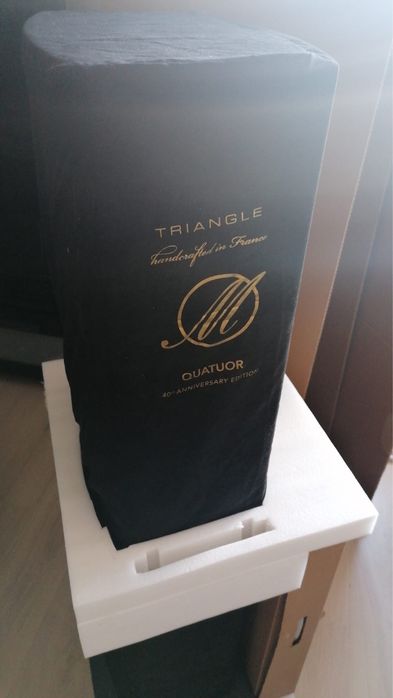 TRIANGLE
handcrafted in France
M
QUATUOR
40TH ANNIVERSARY EDITION